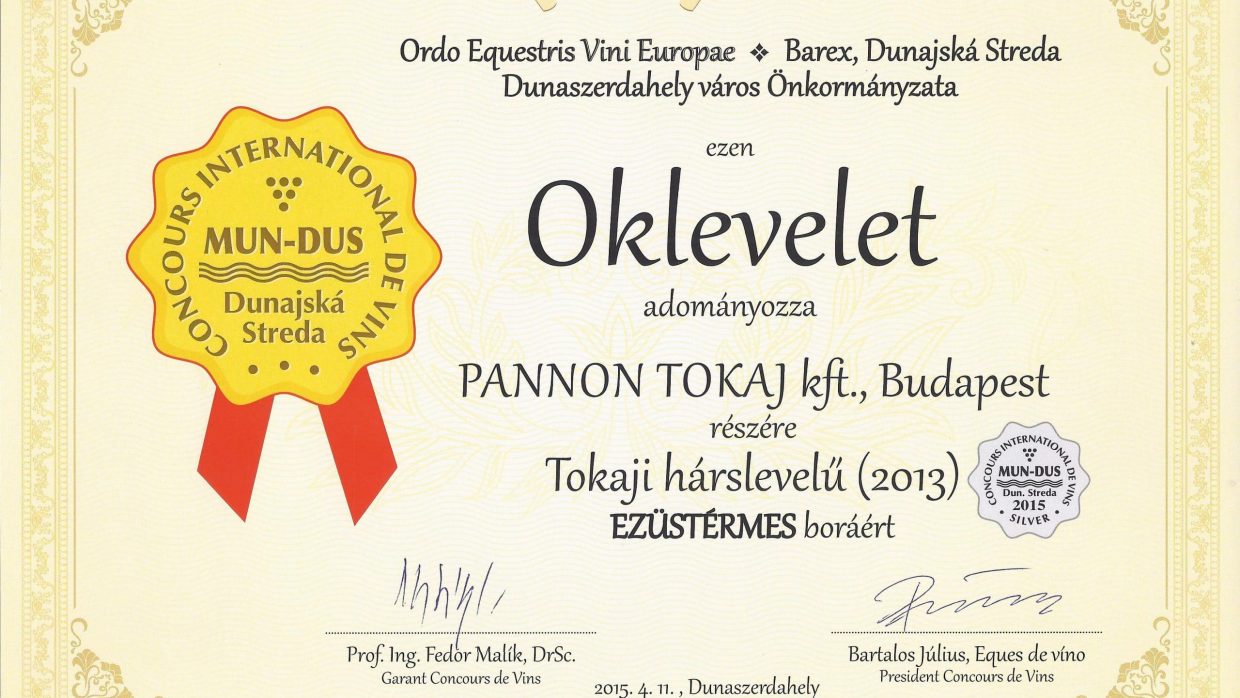 Ordo Equestris Vini Europae ❖ Barex, Dunajská Streda
Dunaszerdahely város Önkormányzata
ezen
Oklevelet
adományozza
CONCOURS INTERNATIONAL DE VINS
MUN-DUS
Dunajská
Streda
PANNON TOKAJ kft., Budapest
részére
Tokaji hárslevelű (2013)
EZÜSTÉRMES boráért
CONCOURS INTERNATIONAL DE VINS
MUN-DUS
Dun. Streda
2015
• SILVER •
Prof. Ing. Fedor Malík, DrSc.
Garant Concours de Vins
Bartalos Július, Eques de víno
President Concours de Vins
2015. 4. 11. , Dunaszerdahely